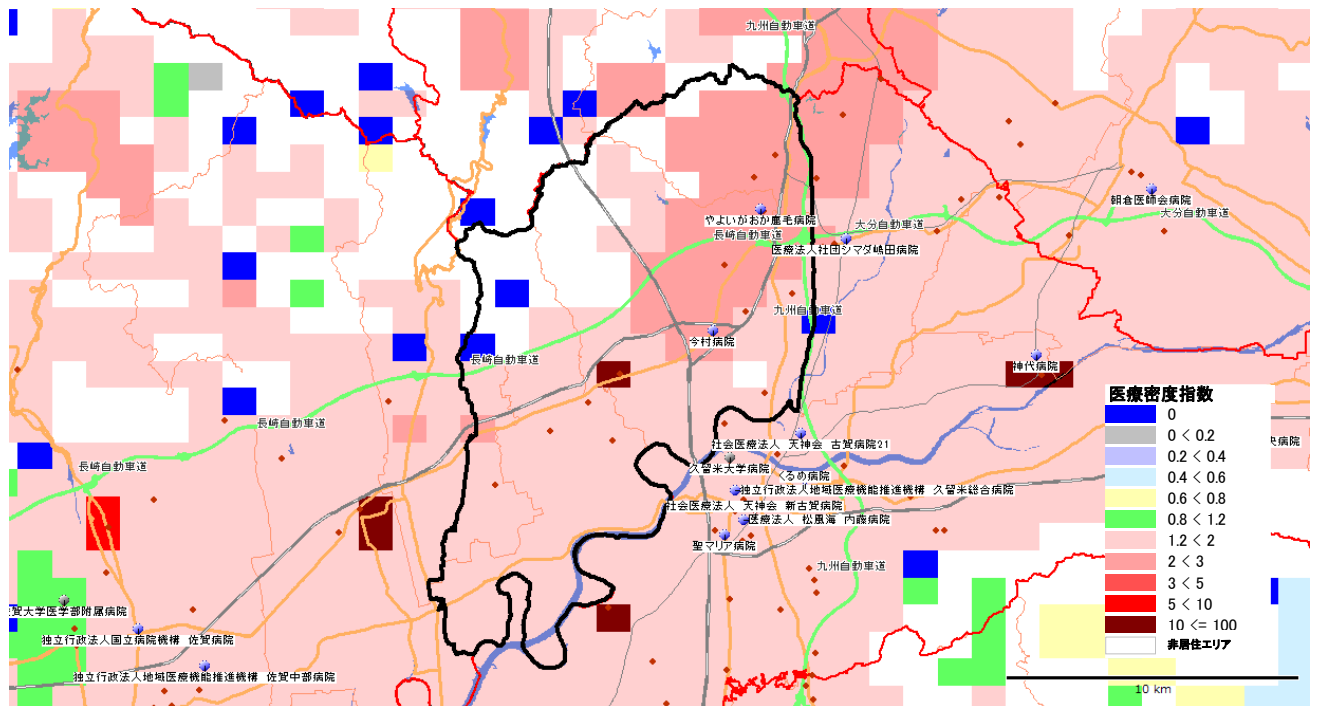 九州自動車道
朝倉医師会病院
大分自動車道
やよいがおか鹿毛病院
大分自動車道
長崎自動車道
医療法人社団シマダ嶋田病院
九州自動車道
今村病院
長崎自動車道
神代病院
医療密度指数
0
0 < 0.2
0.2 < 0.4
0.4 < 0.6
0.6 < 0.8
0.8 < 1.2
1.2 < 2
2 < 3
3 < 5
5 < 10
10 <= 100
非居住エリア
10 km
長崎自動車道
社会医療法人 天神会 古賀病院21
央病院
長崎自動車道
久留米大学病院
くるめ病院
独立行政法人地域医療機能推進機構 久留米総合病院
社会医療法人 天神会 新古賀病院
医療法人 松風海 内藤病院
聖マリア病院
九州自動車道
賀大学医学部附属病院
独立行政法人国立病院機構 佐賀病院
独立行政法人地域医療機能推進機構 佐賀中部病院